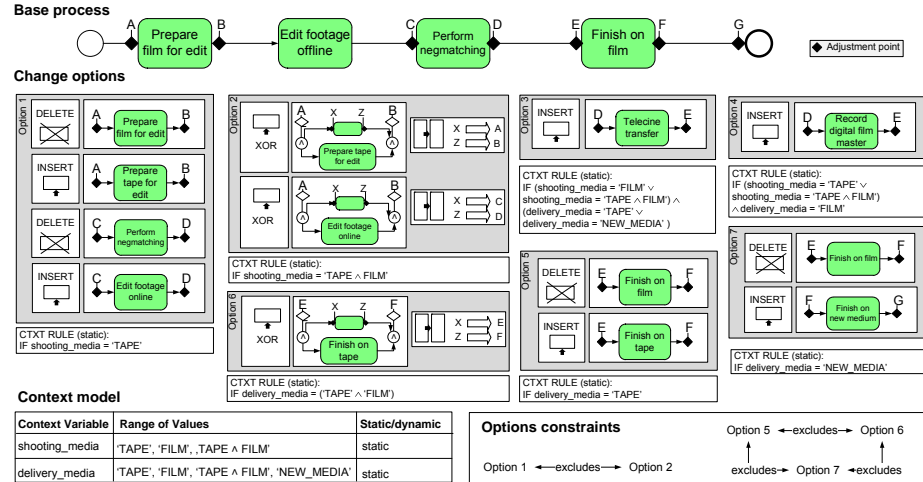 Base process
A
B
C
D
E
F
G
Prepare
film for edit
Edit footage
offline
Perform
negmatching
Finish on
film
Adjustment point
Change options
Option 1
DELETE
A
Prepare
film for edit
B
INSERT
A
Prepare
tape for
edit
B
DELETE
C
Perform
negmatching
D
INSERT
C
Edit footage
online
D
CTXT RULE (static):
IF shooting_media = 'TAPE'
Option 2
XOR
A
X
Z
B
Prepare tape
for edit
X
Z
A
B
XOR
A
X
Z
B
Edit footage
online
X
Z
C
D
CTXT RULE (static):
IF shooting_media = 'TAPE ∧ FILM'
Option 6
XOR
E
X
Z
F
Finish on
tape
X
Z
E
F
CTXT RULE (static):
IF delivery_media = ('TAPE' ∧ 'FILM')
Option 3
INSERT
D
Telecine
transfer
E
CTXT RULE (static):
IF (shooting_media = 'FILM' ∨
shooting_media = 'TAPE ∧ FILM') ∧
(delivery_media = 'TAPE' ∨
delivery_media = 'NEW_MEDIA' )
Option 4
INSERT
D
Record
digital film
master
E
CTXT RULE (static):
IF (shooting_media = 'TAPE' ∨
shooting_media = 'TAPE ∧ FILM')
∧ delivery_media = 'FILM'
Option 5
DELETE
E
Finish on
film
F
INSERT
E
Finish on
tape
F
CTXT RULE (static):
IF delivery_media = 'TAPE'
Option 7
DELETE
E
Finish on film
F
INSERT
F
Finish on
new medium
G
CTXT RULE (static):
IF delivery_media = 'NEW_MEDIA'
Context model
Context Variable Range of Values Static/dynamic
shooting_media 'TAPE', 'FILM', ‚TAPE ∧ FILM' static
delivery_media 'TAPE', 'FILM', 'TAPE ∧ FILM', 'NEW_MEDIA' static
Options constraints
Option 1 excludes Option 2
Option 5 excludes Option 6
excludes Option 7 excludes